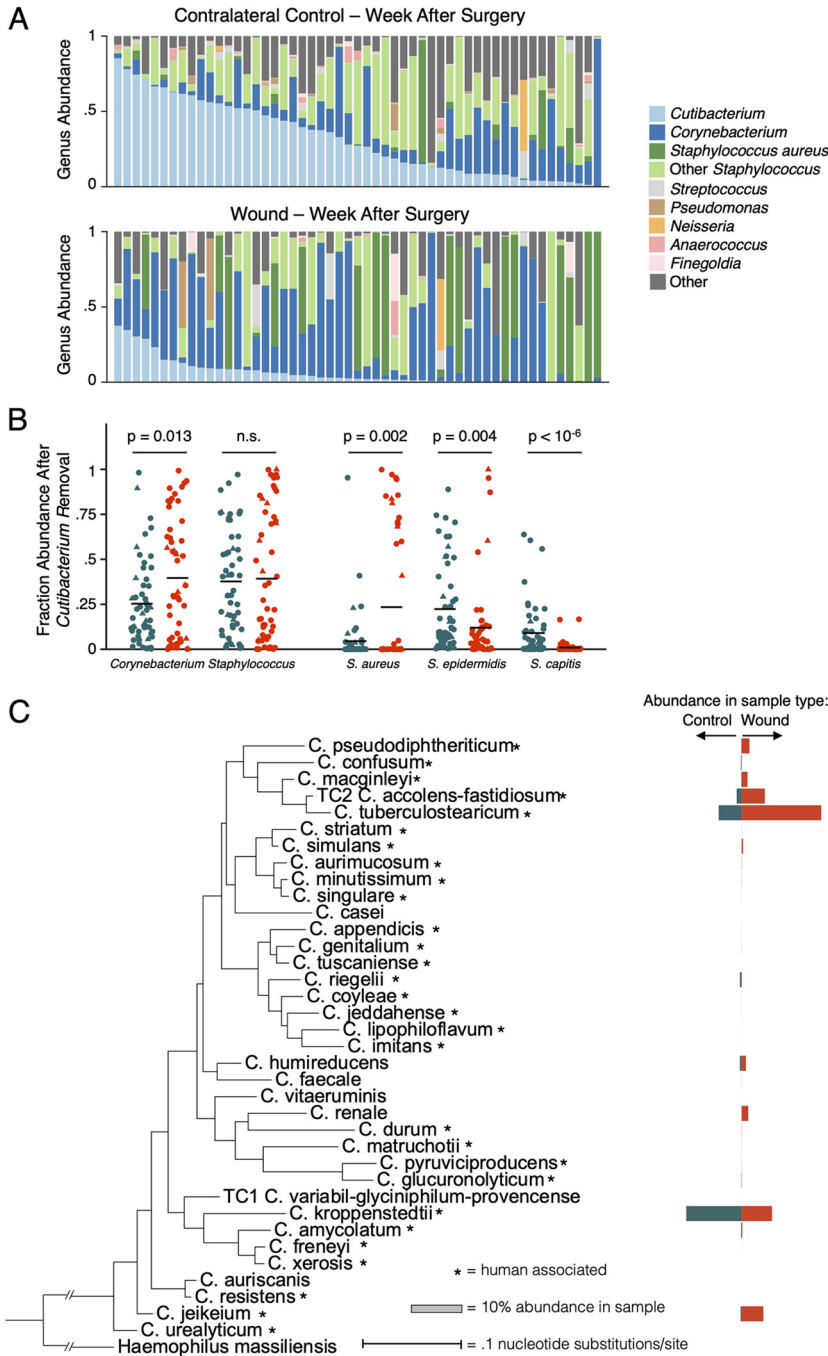 A
Contralateral Control – Week After Surgery
Genus Abundance
1
.5
0
Wound – Week After Surgery
Genus Abundance
1
.5
0
Cutibacterium
Corynebacterium
Staphylococcus aureus
Other Staphylococcus
Streptococcus
Pseudomonas
Neisseria
Anaerococcus
Finegoldia
Other
B
Fraction Abundance After
Cutibacterium Removal
p = 0.013 n.s. p = 0.002 p = 0.004 p < 10-6
1
.75
.5
.25
0
Corynebacterium Staphylococcus S. aureus S. epidermidis S. capitis
C
Abundance in sample type:
Control Wound
C. pseudodiphtheriticum*
C. confusum*
C. macginleyi*
TC2 C. accolens-fastidiosum*
C. tuberculostearicum *
C. striatum *
C. simulans *
C. aurimucosum *
C. minutissimum *
C. singulare *
C. casei
C. appendicis *
C. genitalium *
C. tuscaniense *
C. riegelii *
C. coyleae *
C. jeddahense *
C. lipophiloflavum *
C. imitans *
C. humireducens
C. faecale
C. vitaeruminis
C. renale
C. durum *
C. matruchotii *
C. pyruviciproducens*
C. glucuronolyticum *
TC1 C. variabil-glyciniphilum-provencense
C. kroppenstedtii *
C. amycolatum *
C. freneyi *
C. xerosis *
C. auriscanis
C. resistens *
C. jeikeium *
C. urealyticum *
Haemophilus massiliensis
* = human associated
= 10% abundance in sample
= .1 nucleotide substitutions/site